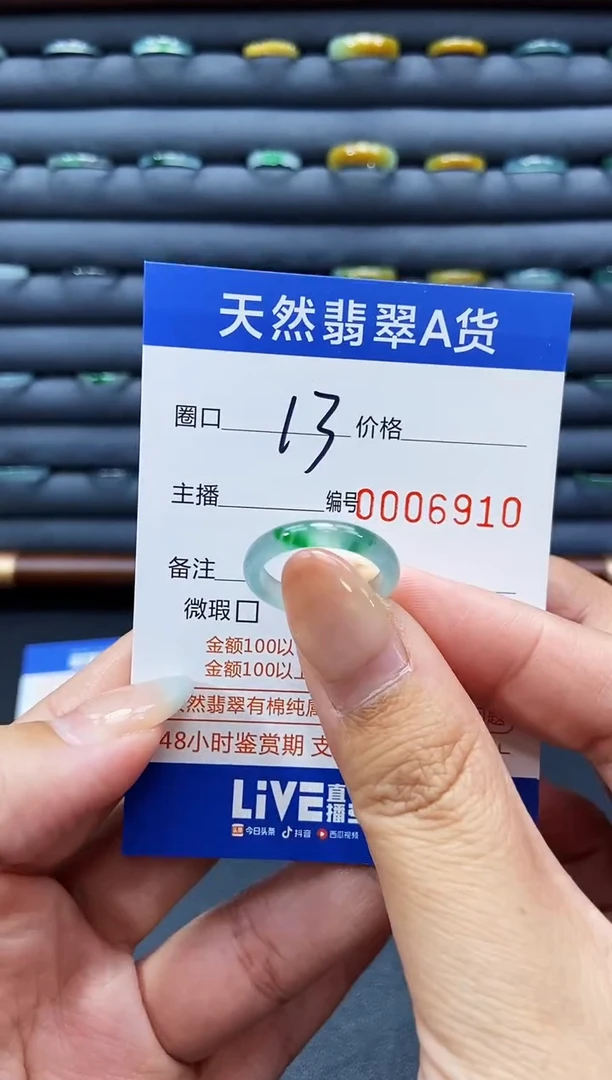 天然翡翠A货
圈口 13 价格
主播 编号0006910
备注
微瑕
金额100以
金额100以上
然翡翠有棉纯属
48小时鉴赏期 支
LiVE直播
今日头条 抖音 西瓜视频